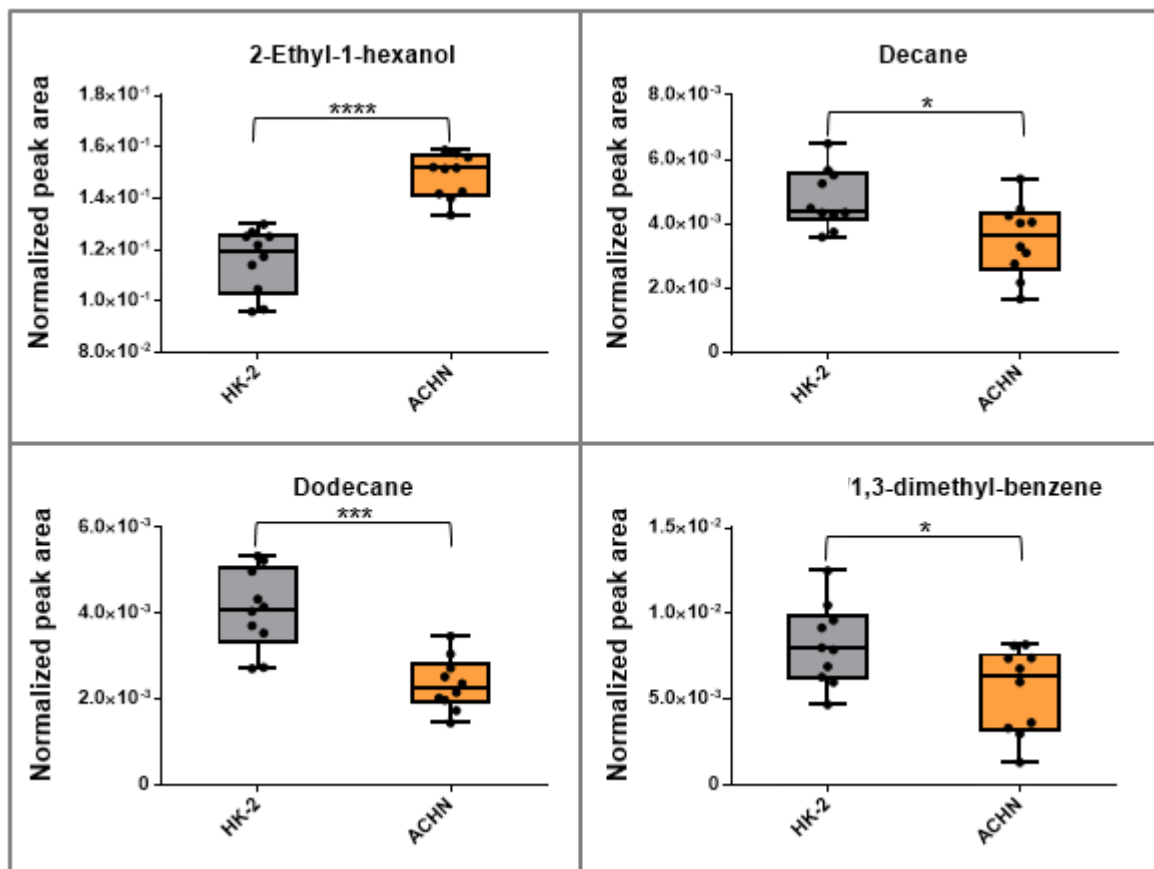 2-Ethyl-1-hexanol
Normalized peak area
1.8×10⁻¹
1.6×10⁻¹
1.4×10⁻¹
1.2×10⁻¹
1.0×10⁻¹
8.0×10⁻²
****
HK-2
ACHN
Decane
Normalized peak area
8.0×10⁻³
6.0×10⁻³
4.0×10⁻³
2.0×10⁻³
0
*
HK-2
ACHN
Dodecane
Normalized peak area
6.0×10⁻³
4.0×10⁻³
2.0×10⁻³
0
***
HK-2
ACHN
/1,3-dimethyl-benzene
Normalized peak area
1.5×10⁻²
1.0×10⁻²
5.0×10⁻³
0
*
HK-2
ACHN